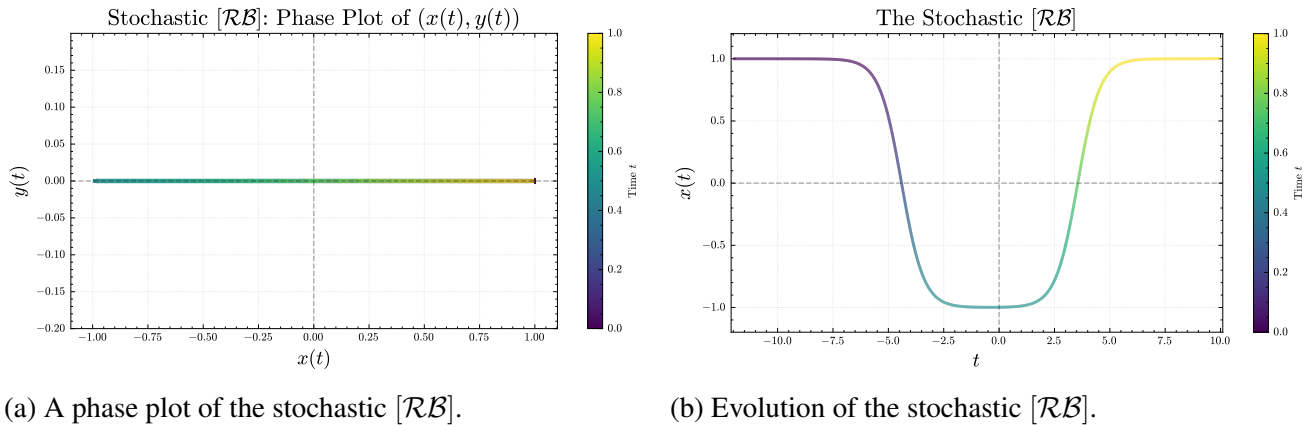 Stochastic [ℛℬ]: Phase Plot of (x(t), y(t))
0.15
0.10
0.05
0.00
−0.05
−0.10
−0.15
−0.20
y(t)
−1.00 −0.75 −0.50 −0.25 0.00 0.25 0.50 0.75 1.00
x(t)
1.0
0.8
0.6
0.4
0.2
0.0
Time t
The Stochastic [ℛℬ]
1.0
0.5
0.0
−0.5
−1.0
x(t)
−10.0 −7.5 −5.0 −2.5 0.0 2.5 5.0 7.5 10.0
t
1.0
0.8
0.6
0.4
0.2
0.0
Time t
(a) A phase plot of the stochastic [ℛℬ].
(b) Evolution of the stochastic [ℛℬ].